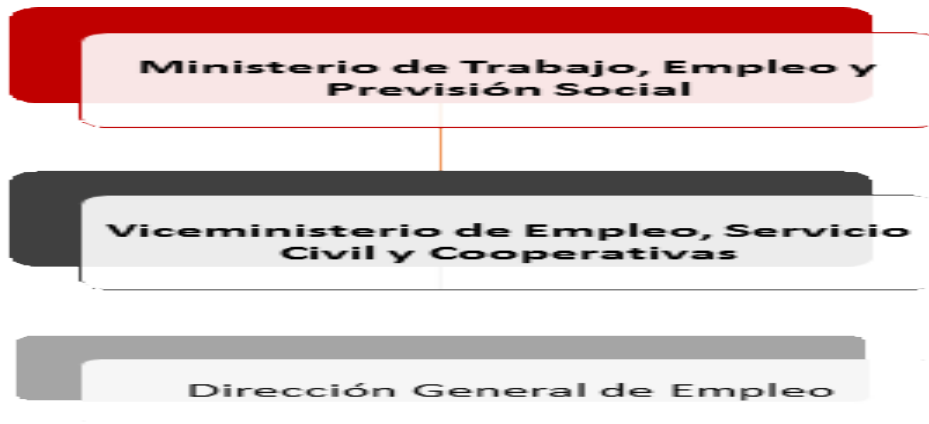 Ministerio de Trabajo, Empleo y
Previsión Social
Viceministerio de Empleo, Servicio
Civil y Cooperativas
Dirección General de Empleo